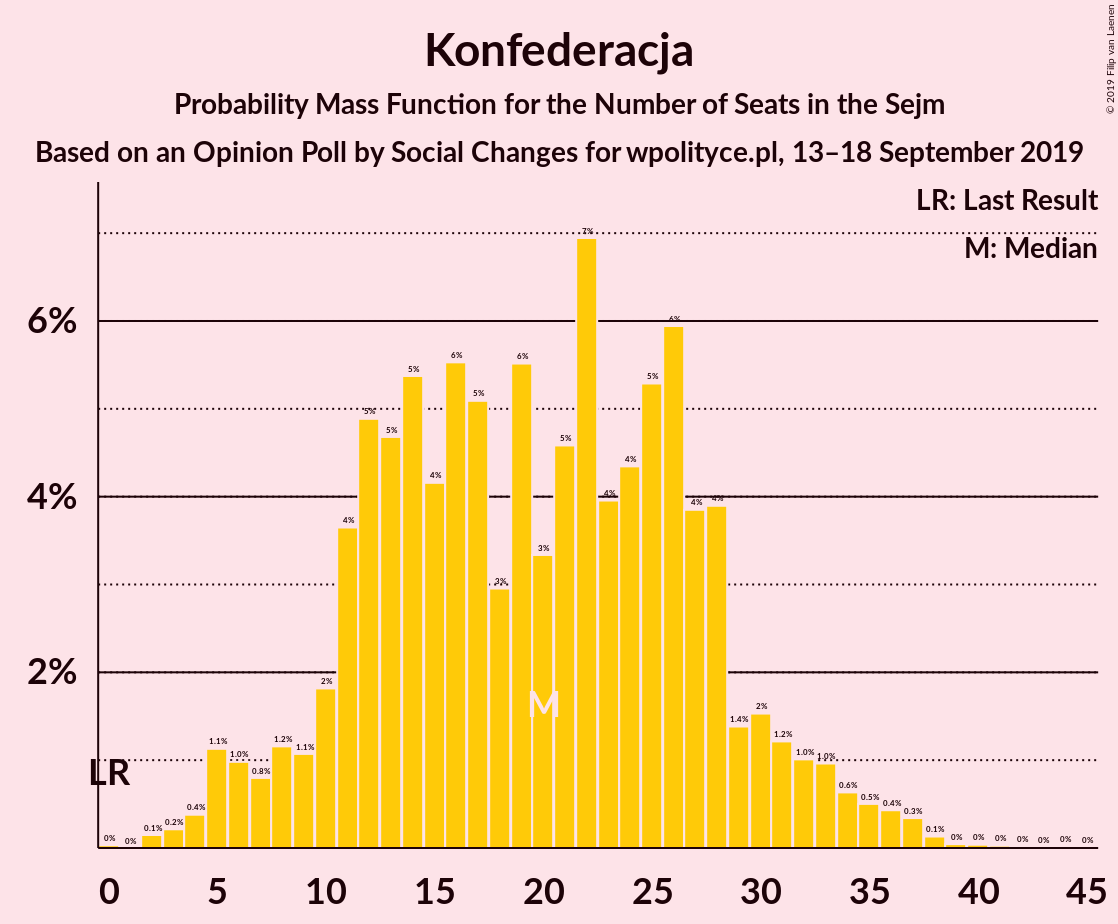 Konfederacja
Probability Mass Function for the Number of Seats in the Sejm
Based on an Opinion Poll by Social Changes for wpolityce.pl, 13–18 September 2019
© 2019 Filip van Laenen
LR: Last Result
M: Median
6%
4%
2%
0% 0% 0.1% 0.2% 0.4% 1.1% 1.0% 0.8% 1.2% 1.1% 2% 4% 5% 5% 5% 4% 6% 5% 3% 6% 3% 5% 7% 4% 4% 5% 6% 4% 4% 1.4% 2% 1.2% 1.0% 1.0% 0.6% 0.5% 0.4% 0.3% 0.1% 0% 0% 0% 0% 0% 0% 0%
M
LR
0 5 10 15 20 25 30 35 40 45